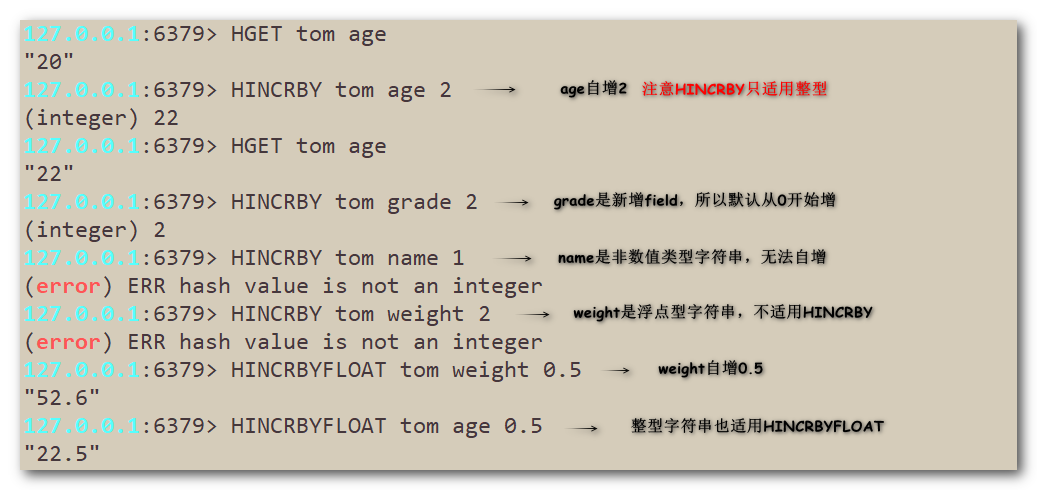 127.0.0.1:6379> HGET tom age
"20"
127.0.0.1:6379> HINCRBY tom age 2 → age自增2 注意HINCRBY只适用整型
(integer) 22
127.0.0.1:6379> HGET tom age
"22"
127.0.0.1:6379> HINCRBY tom grade 2 → grade是新增field，所以默认从0开始增
(integer) 2
127.0.0.1:6379> HINCRBY tom name 1 → name是非数值类型字符串，无法自增
(error) ERR hash value is not an integer
127.0.0.1:6379> HINCRBY tom weight 2 → weight是浮点型字符串，不适用HINCRBY
(error) ERR hash value is not an integer
127.0.0.1:6379> HINCRBYFLOAT tom weight 0.5 → weight自增0.5
"52.6"
127.0.0.1:6379> HINCRBYFLOAT tom age 0.5 → 整型字符串也适用HINCRBYFLOAT
"22.5"